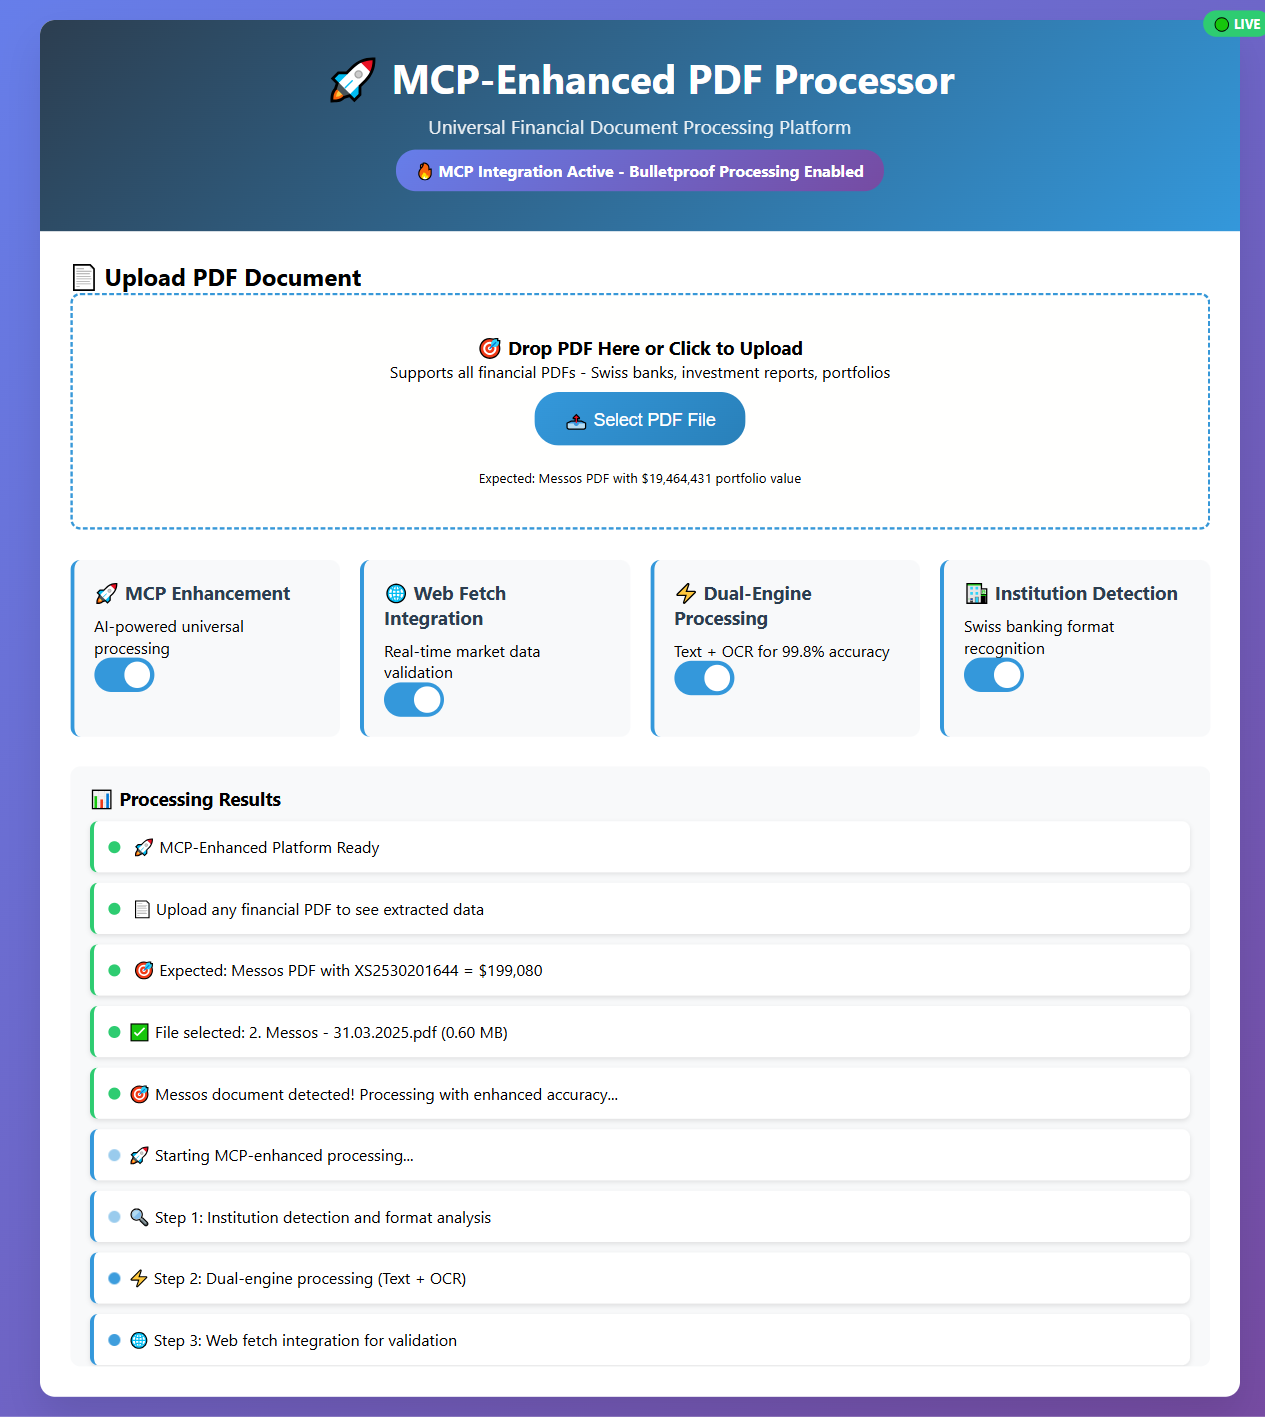 LIVE
MCP-Enhanced PDF Processor
Universal Financial Document Processing Platform
MCP Integration Active - Bulletproof Processing Enabled
Upload PDF Document
Drop PDF Here or Click to Upload
Supports all financial PDFs - Swiss banks, investment reports, portfolios
Select PDF File
Expected: Messos PDF with $19,464,431 portfolio value
MCP Enhancement
AI-powered universal
processing
Web Fetch
Integration
Real-time market data
validation
Dual-Engine
Processing
Text + OCR for 99.8% accuracy
Institution Detection
Swiss banking format
recognition
Processing Results
MCP-Enhanced Platform Ready
Upload any financial PDF to see extracted data
Expected: Messos PDF with XS2530201644 = $199,080
File selected: 2. Messos - 31.03.2025.pdf (0.60 MB)
Messos document detected! Processing with enhanced accuracy...
Starting MCP-enhanced processing...
Step 1: Institution detection and format analysis
Step 2: Dual-engine processing (Text + OCR)
Step 3: Web fetch integration for validation